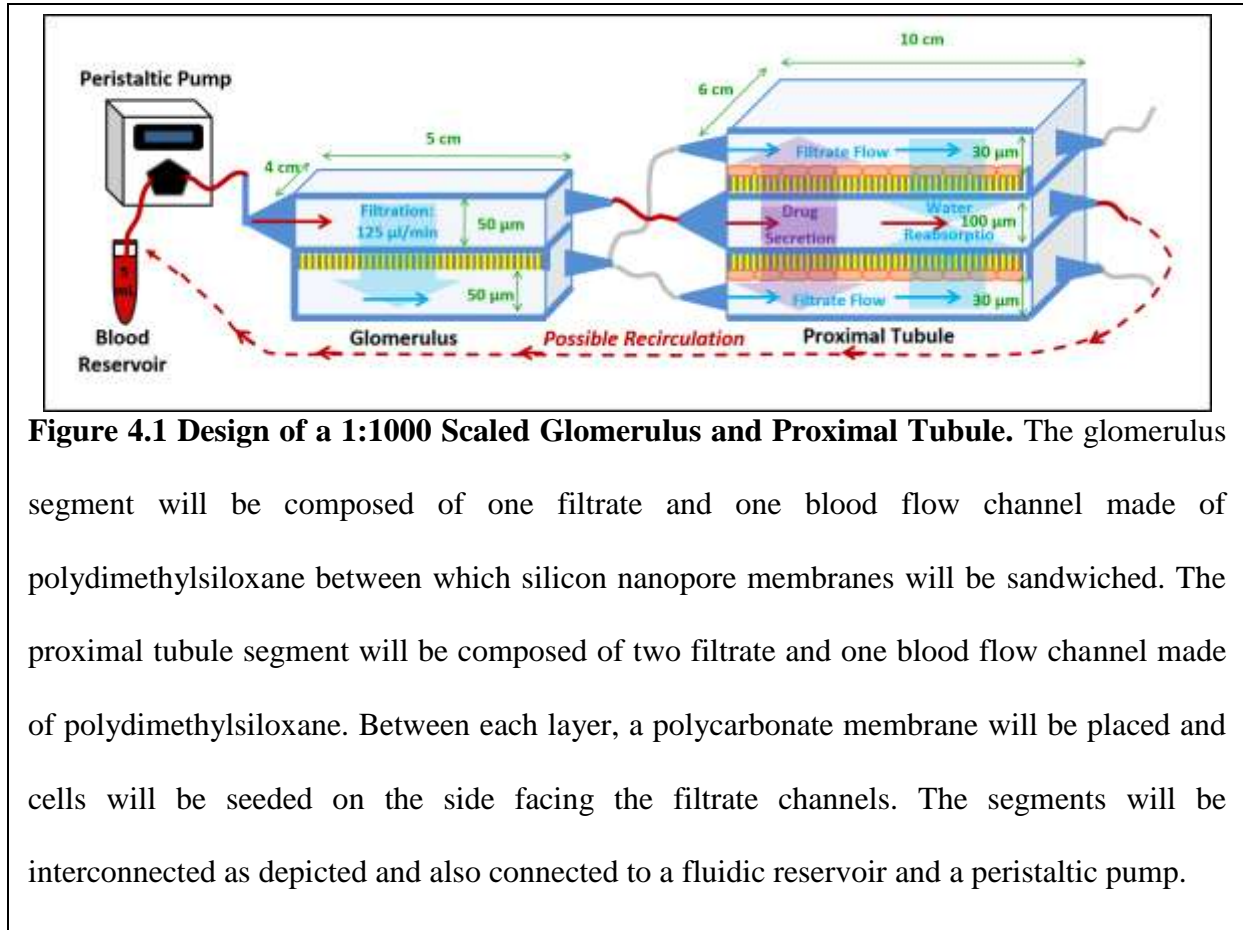 10 cm
Peristaltic Pump
6 cm
5 cm
4 cm
Filtrate Flow
30 µm
Filtration:
125 µl/min
50 µm
Drug
Secretion
Water
100 µm
Reabsorptio
50 µm
Filtrate Flow
30 µm
5
mL
Blood
Reservoir
Glomerulus
Possible Recirculation
Proximal Tubule
Figure 4.1 Design of a 1:1000 Scaled Glomerulus and Proximal Tubule. The glomerulus
segment will be composed of one filtrate and one blood flow channel made of
polydimethylsiloxane between which silicon nanopore membranes will be sandwiched. The
proximal tubule segment will be composed of two filtrate and one blood flow channel made
of polydimethylsiloxane. Between each layer, a polycarbonate membrane will be placed and
cells will be seeded on the side facing the filtrate channels. The segments will be
interconnected as depicted and also connected to a fluidic reservoir and a peristaltic pump.